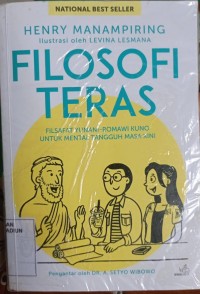 NATIONAL BEST SELLER
HENRY MANAMPIRING
Ilustrasi oleh LEVINA LESMANA
FILOSOFI
TERAS
FILSAFAT YUNANI-ROMAWI KUNO
UNTUK MENTAL TANGGUH MASA KINI
Pengantar oleh DR. A. SETYO WIBOWO